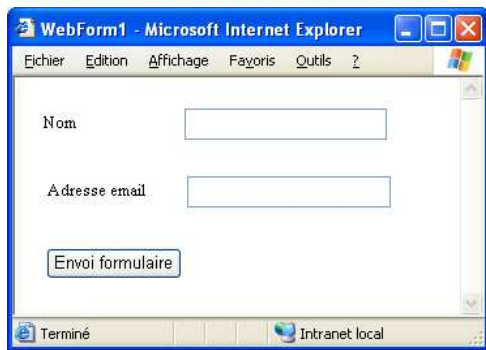 WebForm1 - Microsoft Internet Explorer
Fichier Edition Affichage Favoris Outils ?
Nom
Adresse email
Envoi formulaire
Terminé Intranet local